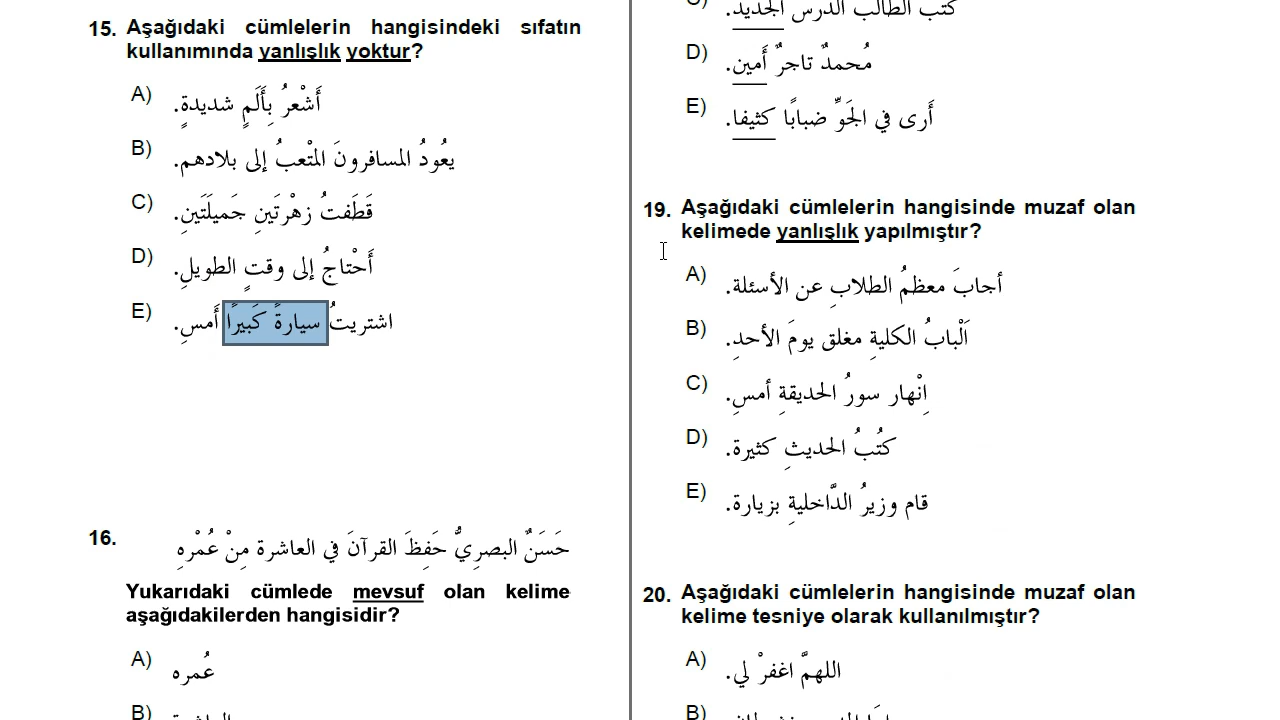 15. Aşağıdaki cümlelerin hangisindeki sıfatın
kullanımında yanlışlık yoktur?
A) أَشْعرُ بِأَلَمٍ شديدةٍ.
B) يعُودُ المسافرونَ المتْعبُ إلى بلادهم.
C) قَطَفتُ زهْرتَينِ جَميلَتَينِ.
D) أَحْتاجُ إلى وقتٍ الطويلِ.
E) اشتريتُ سيارةً كَبيرًا أَمسِ.
16. حَسَنٌ البصرِيُّ حَفِظَ القرآنَ في العاشرة مِنْ عُمْرِهِ
Yukarıdaki cümlede mevsuf olan kelime
aşağıdakilerden hangisidir?
A) عُمره
B)
C) كتب الطالب الدرس الجديد.
D) مُحمدٌ تاجرٌ أَمين.
E) أَرى في الجَوِّ ضبابًا كثيفا.
19. Aşağıdaki cümlelerin hangisinde muzaf olan
kelimede yanlışlık yapılmıştır?
A) أجابَ معظمُ الطلابِ عن الأسئلة.
B) اَلْبابُ الكليةِ مغلق يومَ الأحدِ.
C) اِنْهار سورُ الحديقةِ أمسِ.
D) كتُبُ الحديثِ كثيرة.
E) قام وزيرُ الدَّاخليةِ بزيارة.
20. Aşağıdaki cümlelerin hangisinde muzaf olan
kelime tesniye olarak kullanılmıştır?
A) اللهمَّ اغفرْ لي.
B)